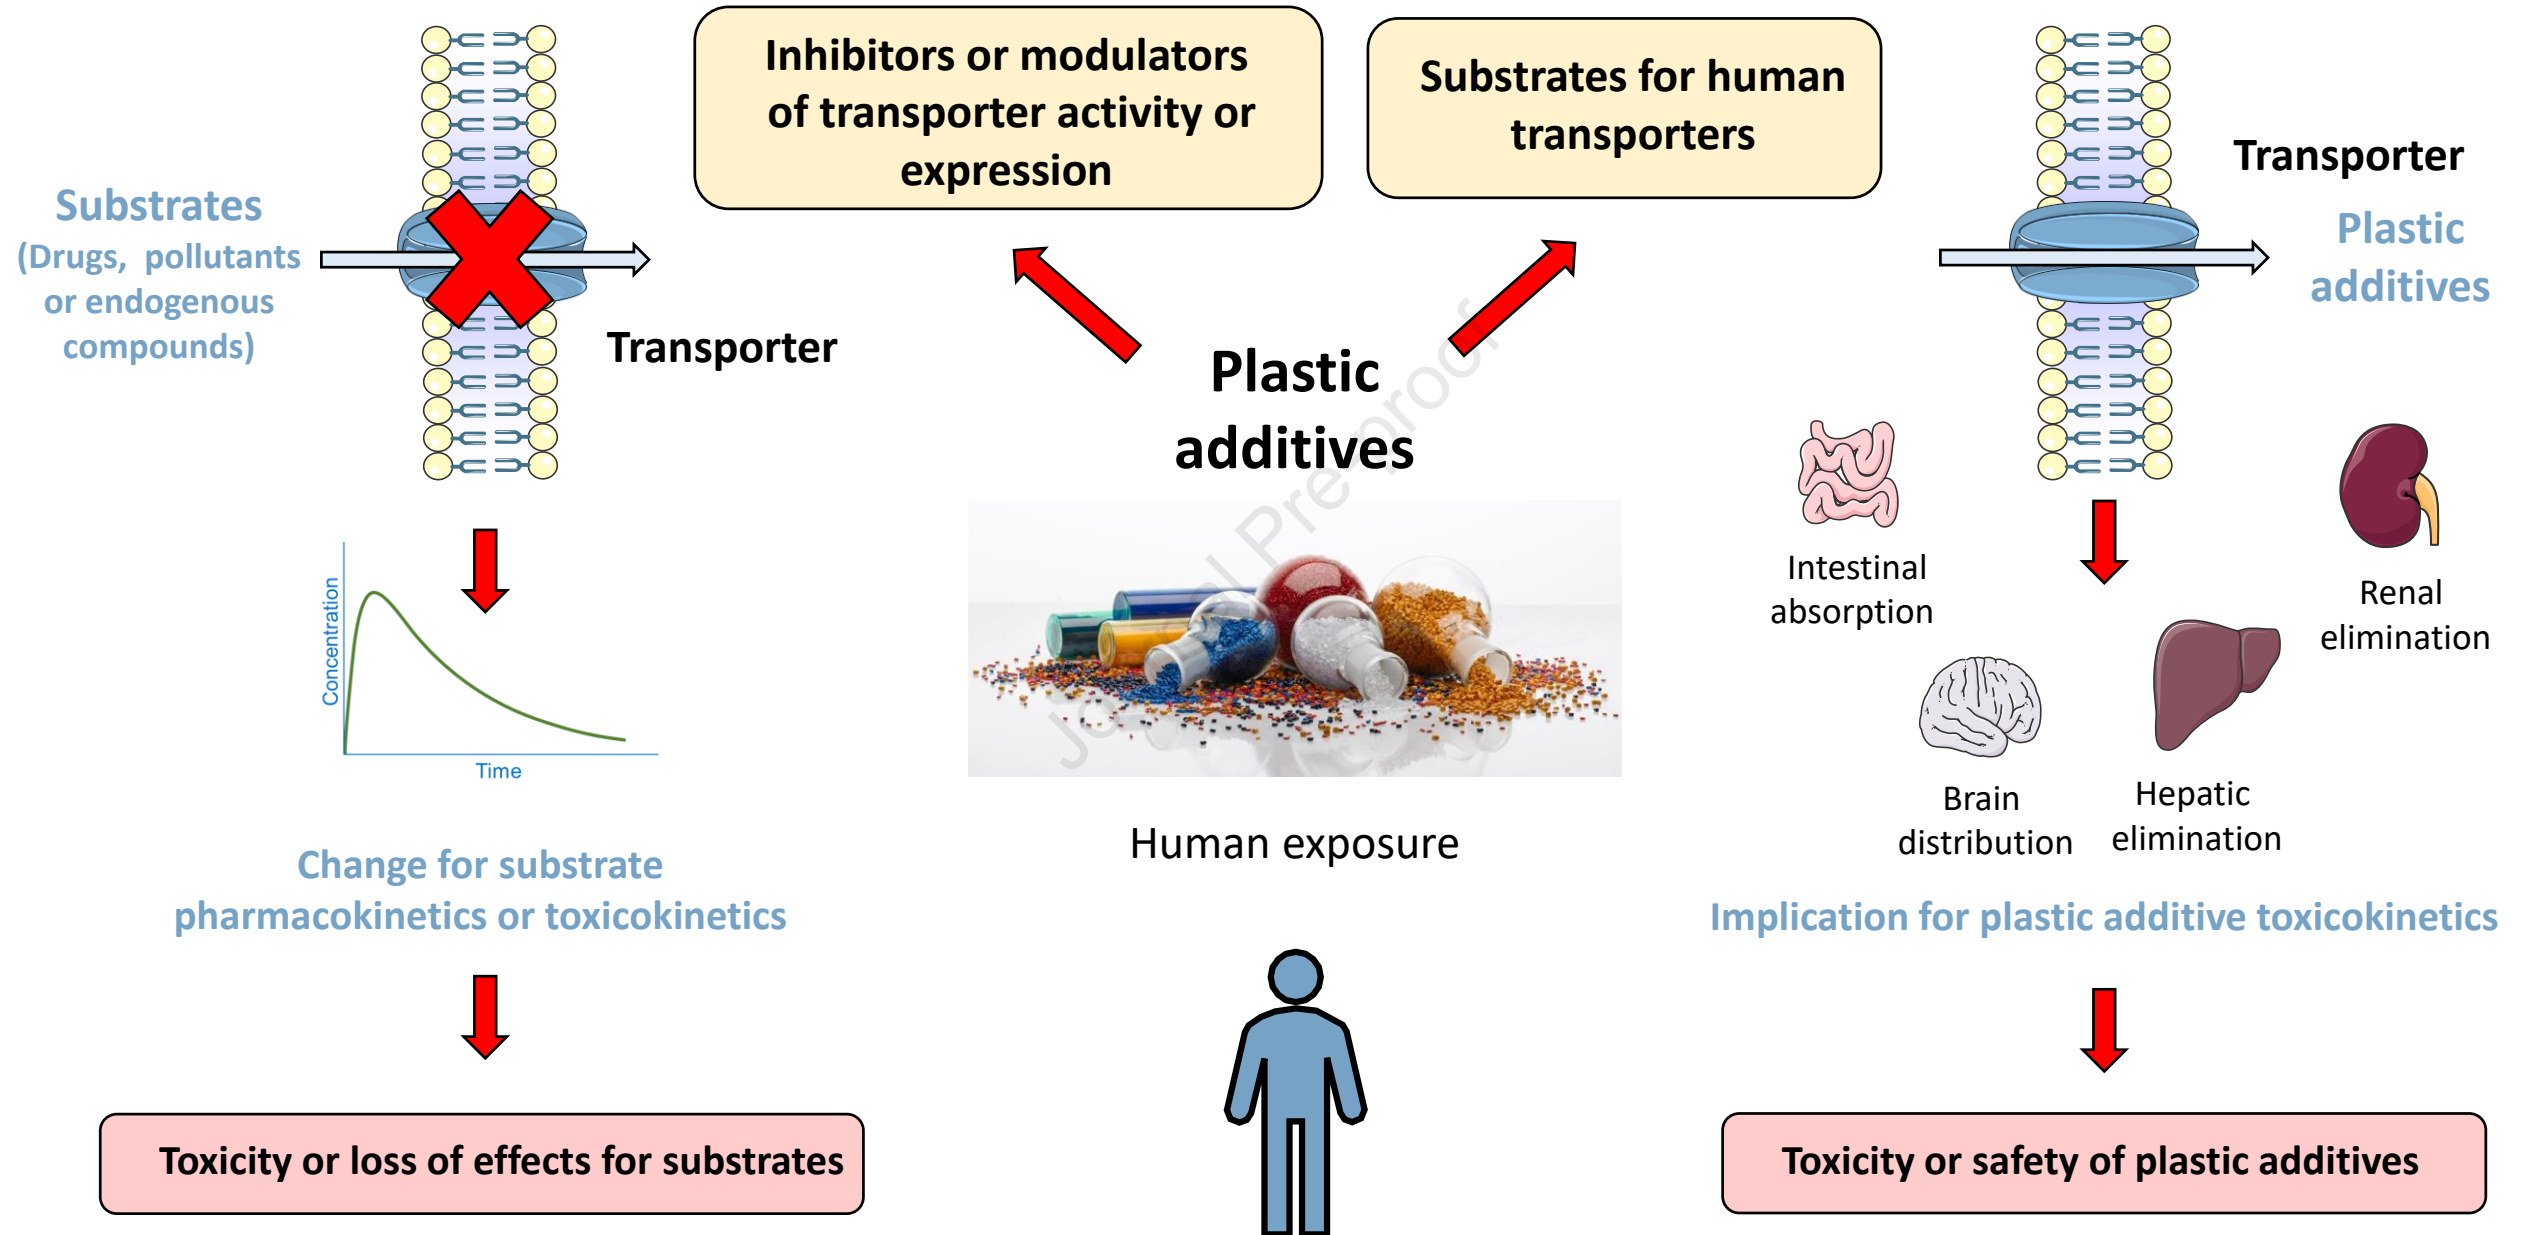 Inhibitors or modulators
of transporter activity or
expression
Substrates for human
transporters
Substrates
(Drugs, pollutants
or endogenous
compounds)
Transporter
Transporter
Plastic
additives
Plastic
additives
Concentration
Time
Change for substrate
pharmacokinetics or toxicokinetics
Toxicity or loss of effects for substrates
Human exposure
Intestinal
absorption
Renal
elimination
Brain
distribution
Hepatic
elimination
Implication for plastic additive toxicokinetics
Toxicity or safety of plastic additives
Journal Pre-proof